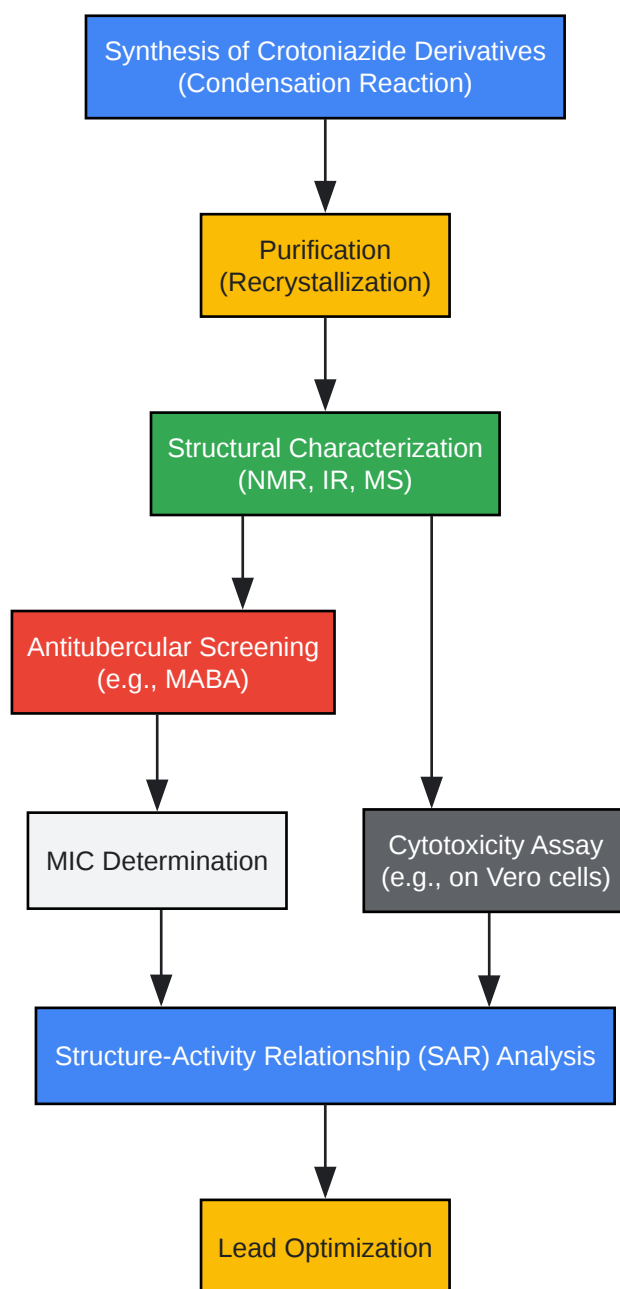 Synthesis of Crotoniazide Derivatives
(Condensation Reaction)
Purification
(Recrystallization)
Structural Characterization
(NMR, IR, MS)
Antitubercular Screening
(e.g., MABA)
MIC Determination
Cytotoxicity Assay
(e.g., on Vero cells)
Structure-Activity Relationship (SAR) Analysis
Lead Optimization